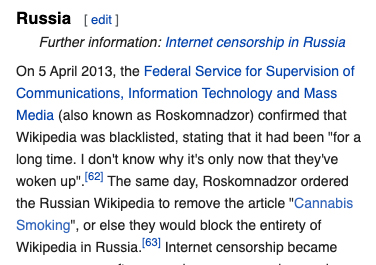 Russia [ edit ]
Further information: Internet censorship in Russia
On 5 April 2013, the Federal Service for Supervision of
Communications, Information Technology and Mass
Media (also known as Roskomnadzor) confirmed that
Wikipedia was blacklisted, stating that it had been "for a
long time. I don't know why it's only now that they've
woken up".[62] The same day, Roskomnadzor ordered
the Russian Wikipedia to remove the article "Cannabis
Smoking", or else they would block the entirety of
Wikipedia in Russia.[63] Internet censorship became